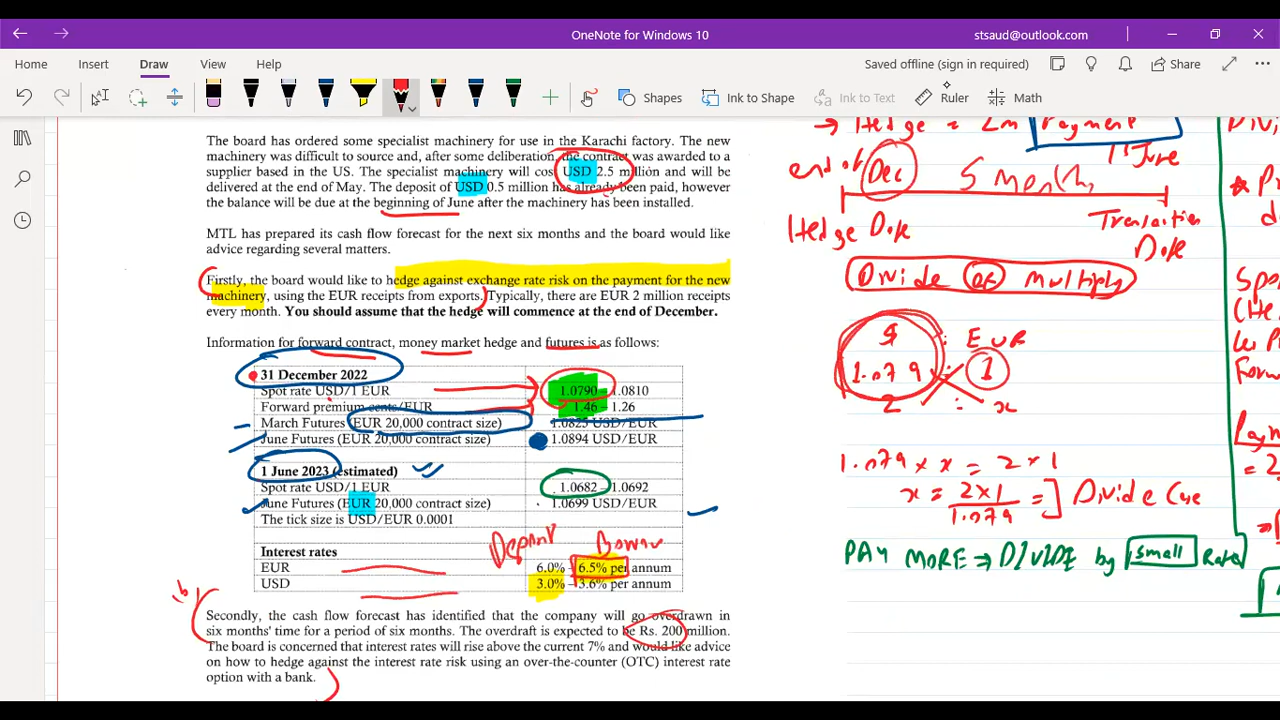 OneNote for Windows 10
stsaud@outlook.com
Home Insert Draw View Help
Saved offline (sign in required)
Share
Shapes
Ink to Shape
Ink to Text
Ruler
Math
The board has ordered some specialist machinery for use in the Karachi factory. The new
machinery was difficult to source and, after some deliberation, the contract was awarded to a
supplier based in the US. The specialist machinery will cost USD 2.5 million and will be
delivered at the end of May. The deposit of USD 0.5 million has already been paid, however
the balance will be due at the beginning of June after the machinery has been installed.
MTL has prepared its cash flow forecast for the next six months and the board would like
advice regarding several matters.
Firstly, the board would like to hedge against exchange rate risk on the payment for the new
machinery, using the EUR receipts from exports. Typically, there are EUR 2 million receipts
every month. You should assume that the hedge will commence at the end of December.
Information for forward contract, money market hedge and futures is as follows:
31 December 2022
Spot rate USD/1 EUR 1.0790 – 1.0810
Forward premium cents/EUR 1.46 – 1.26
March Futures (EUR 20,000 contract size) 1.0825 USD/EUR
June Futures (EUR 20,000 contract size) 1.0894 USD/EUR
1 June 2023 (estimated)
Spot rate USD/1 EUR 1.0682 – 1.0692
June Futures (EUR 20,000 contract size) 1.0699 USD/EUR
The tick size is USD/EUR 0.0001
Deposit Borrow
Interest rates
EUR 6.0% – 6.5% per annum
USD 3.0% – 3.6% per annum
(b)
Secondly, the cash flow forecast has identified that the company will go overdrawn in
six months' time for a period of six months. The overdraft is expected to be Rs. 200 million.
The board is concerned that interest rates will rise above the current 7% and would like advice
on how to hedge against the interest rate risk using an over-the-counter (OTC) interest rate
option with a bank.
→ Hedge = 2m Payment
1st June
end of Dec 5 months
Hedge Date Transaction Date
Divide OR Multiply
$ : EUR
1.079 : 1
2 : x
1.079 x x = 2 x 1
x = 2x1 / 1.079 = ] Divide
PAY MORE ⇒ DIVIDE by Small Rate